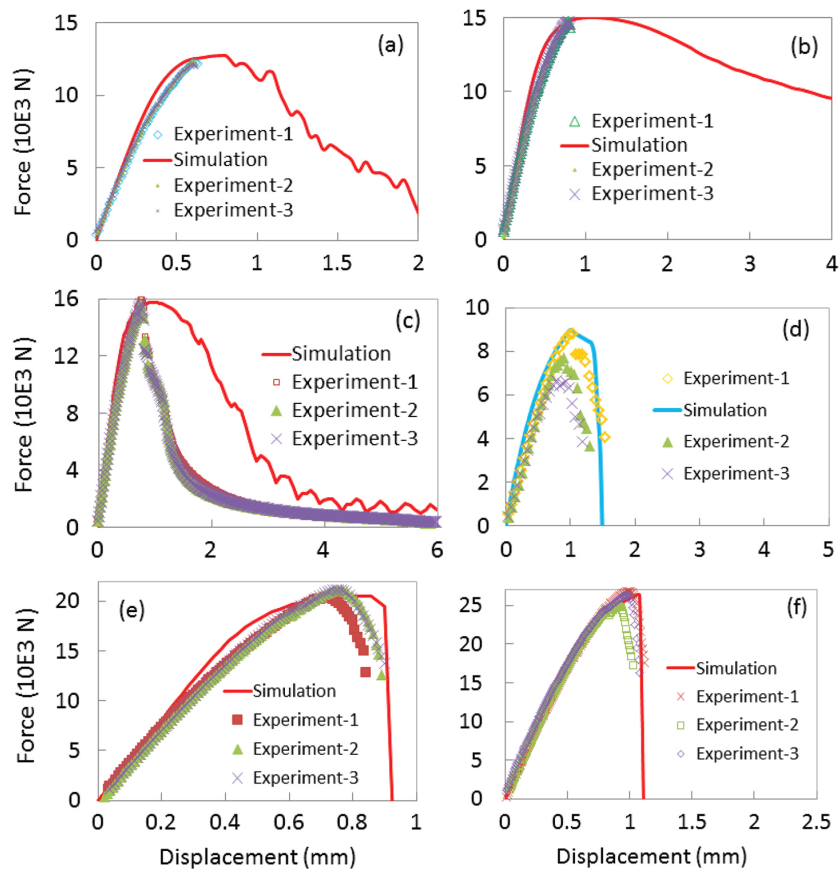 (a)
Force (10E3 N)
15
10
5
0
0 0.5 1 1.5 2
Experiment-1
Simulation
Experiment-2
Experiment-3
(b)
15
10
5
0
0 1 2 3 4
Experiment-1
Simulation
Experiment-2
Experiment-3
(c)
Force (10E3 N)
16
12
8
4
0
0 2 4 6
Simulation
Experiment-1
Experiment-2
Experiment-3
(d)
10
8
6
4
2
0
0 1 2 3 4 5
Experiment-1
Simulation
Experiment-2
Experiment-3
(e)
Force (10E3 N)
20
15
10
5
0
0 0.2 0.4 0.6 0.8 1
Simulation
Experiment-1
Experiment-2
Experiment-3
Displacement (mm)
(f)
25
20
15
10
5
0
0 0.5 1 1.5 2 2.5
Simulation
Experiment-1
Experiment-2
Experiment-3
Displacement (mm)